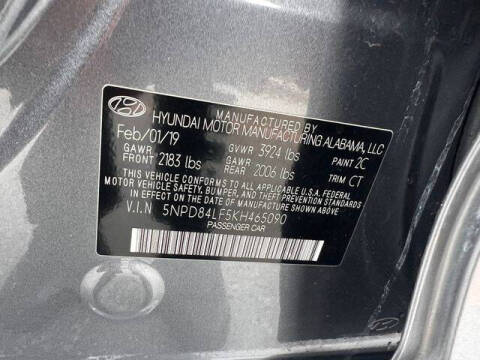 MANUFACTURED BY
HYUNDAI MOTOR MANUFACTURING ALABAMA, LLC
Feb/01/19 GVWR 3924 lbs PAINT 2C
GAWR FRONT 2183 lbs GAWR REAR 2006 lbs TRIM CT
THIS VEHICLE CONFORMS TO ALL APPLICABLE U.S.A. FEDERAL
MOTOR VEHICLE SAFETY, BUMPER, AND THEFT PREVENTION STANDARDS
IN EFFECT ON THE DATE OF MANUFACTURE SHOWN ABOVE.
V.I.N 5NPD84LF5KH465090
PASSENGER CAR